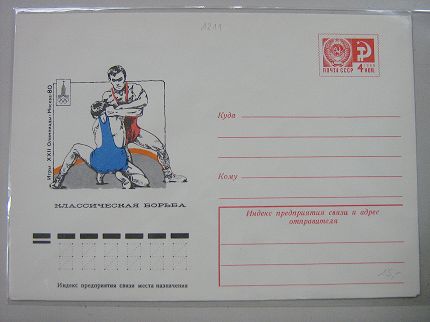 1211
ПОЧТА СССР 4 КОП
Игры XXII Олимпиады Москва-80
Куда
Кому
КЛАССИЧЕСКАЯ БОРЬБА
Индекс предприятия связи и адрес
отправителя
Индекс предприятия связи места назначения